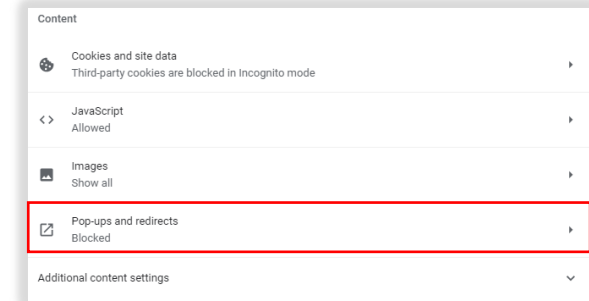 Content
Cookies and site data
Third-party cookies are blocked in Incognito mode
JavaScript
Allowed
Images
Show all
Pop-ups and redirects
Blocked
Additional content settings